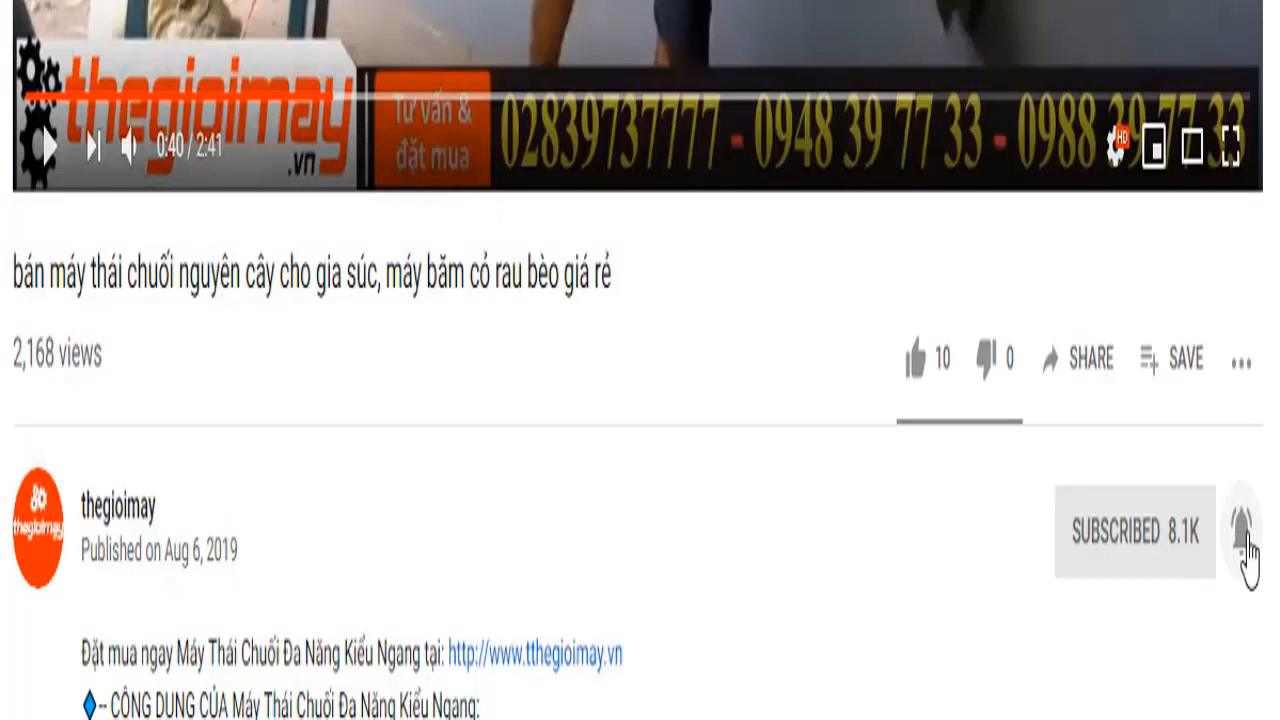 thegioimay
.vn
Tư vấn &
đặt mua
02839737777 - 0948 39 77 33 - 0988 39 77 33
HD
0:40 / 2:41
bán máy thái chuối nguyên cây cho gia súc, máy băm cỏ rau bèo giá rẻ
2,168 views
10
0
SHARE
SAVE
thegioimay
thegioimay
Published on Aug 6, 2019
SUBSCRIBED 8.1K
Đặt mua ngay Máy Thái Chuối Đa Năng Kiểu Ngang tại: http://www.tthegioimay.vn
-- CÔNG DỤNG CỦA Máy Thái Chuối Đa Năng Kiểu Ngang: